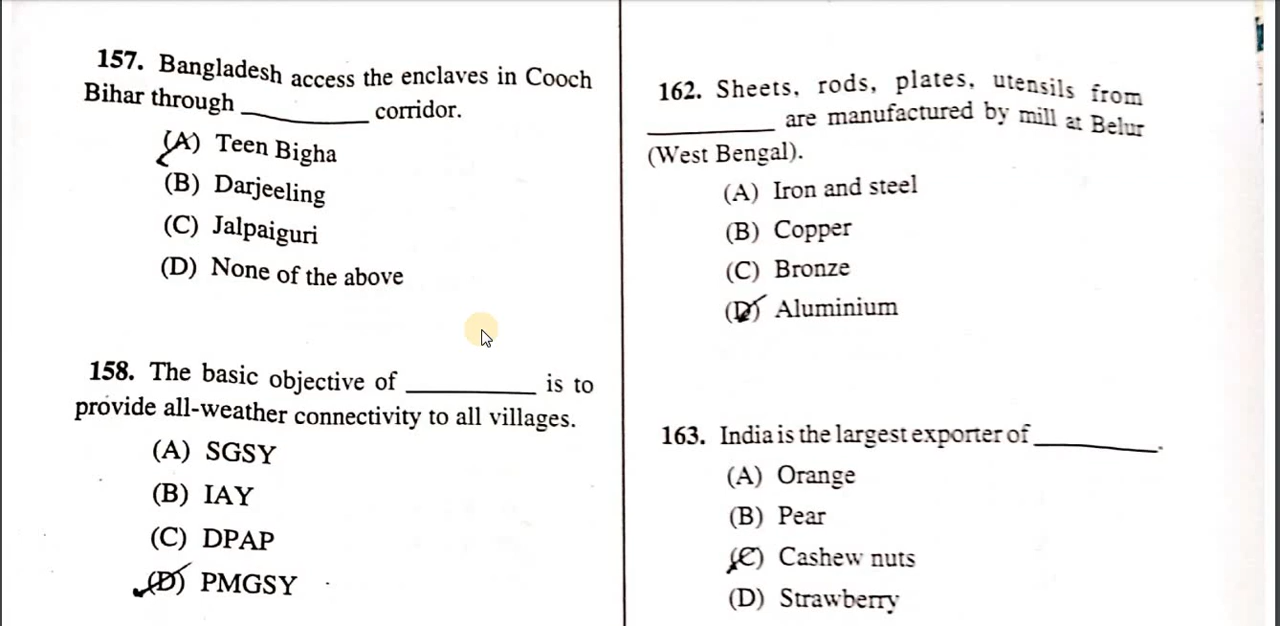 157. Bangladesh access the enclaves in Cooch
Bihar through __________ corridor.
(A) Teen Bigha
(B) Darjeeling
(C) Jalpaiguri
(D) None of the above
158. The basic objective of __________ is to
provide all-weather connectivity to all villages.
(A) SGSY
(B) IAY
(C) DPAP
(D) PMGSY
162. Sheets, rods, plates, utensils from
__________ are manufactured by mill at Belur
(West Bengal).
(A) Iron and steel
(B) Copper
(C) Bronze
(D) Aluminium
163. India is the largest exporter of __________.
(A) Orange
(B) Pear
(C) Cashew nuts
(D) Strawberry